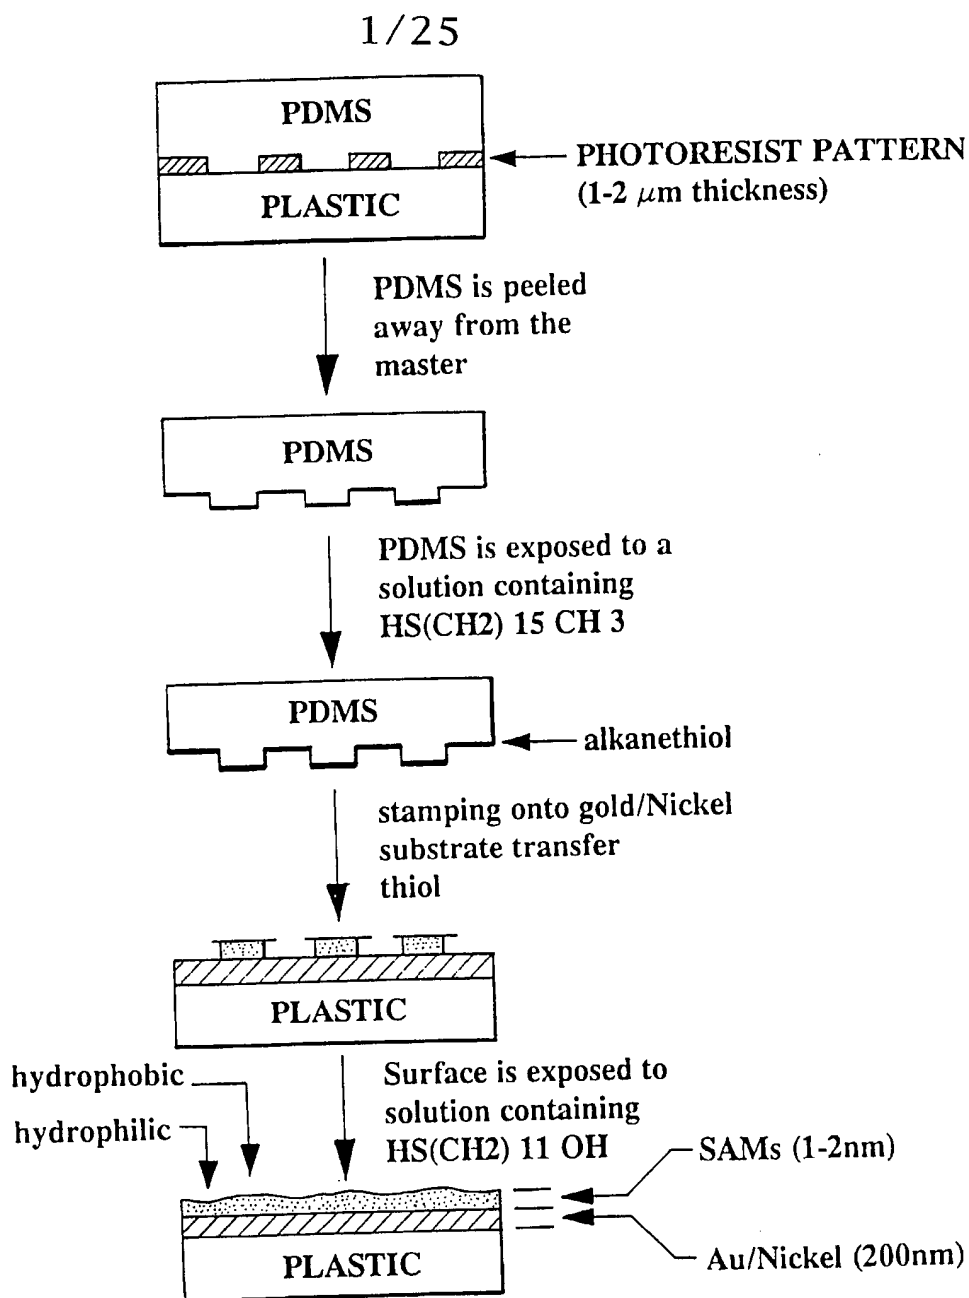 1/25
PDMS
PHOTORESIST PATTERN
(1-2 μm thickness)
PLASTIC
PDMS is peeled
away from the
master
PDMS
PDMS is exposed to a
solution containing
HS(CH2) 15 CH 3
PDMS
alkanethiol
stamping onto gold/Nickel
substrate transfer
thiol
PLASTIC
hydrophobic
hydrophilic
Surface is exposed to
solution containing
HS(CH2) 11 OH
SAMs (1-2nm)
Au/Nickel (200nm)
PLASTIC